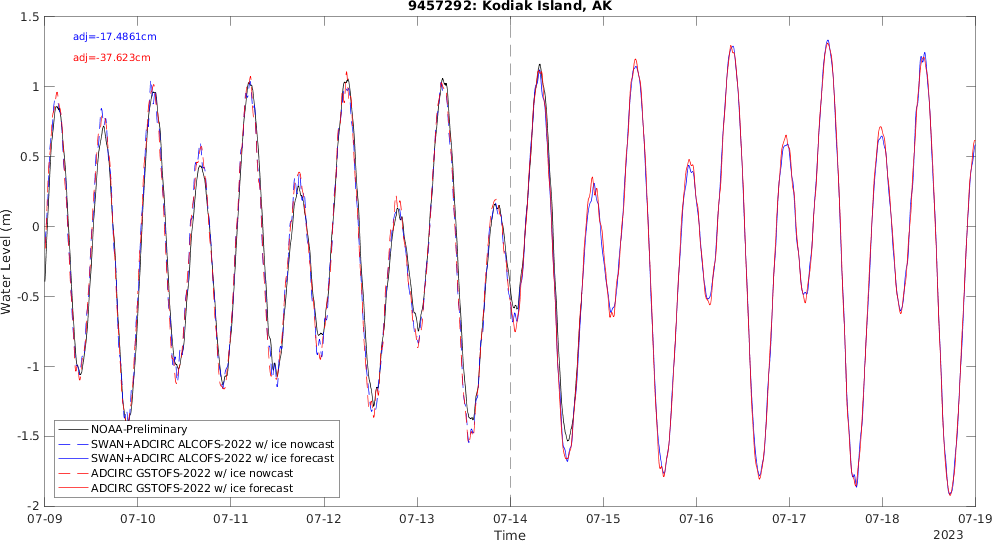 9457292: Kodiak Island, AK
adj=-17.4861cm
adj=-37.623cm
Water Level (m)
1.5
1
0.5
0
-0.5
-1
-1.5
-2
NOAA-Preliminary
SWAN+ADCIRC ALCOFS-2022 w/ ice nowcast
SWAN+ADCIRC ALCOFS-2022 w/ ice forecast
ADCIRC GSTOFS-2022 w/ ice nowcast
ADCIRC GSTOFS-2022 w/ ice forecast
07-09 07-10 07-11 07-12 07-13 07-14 07-15 07-16 07-17 07-18 07-19
Time
2023